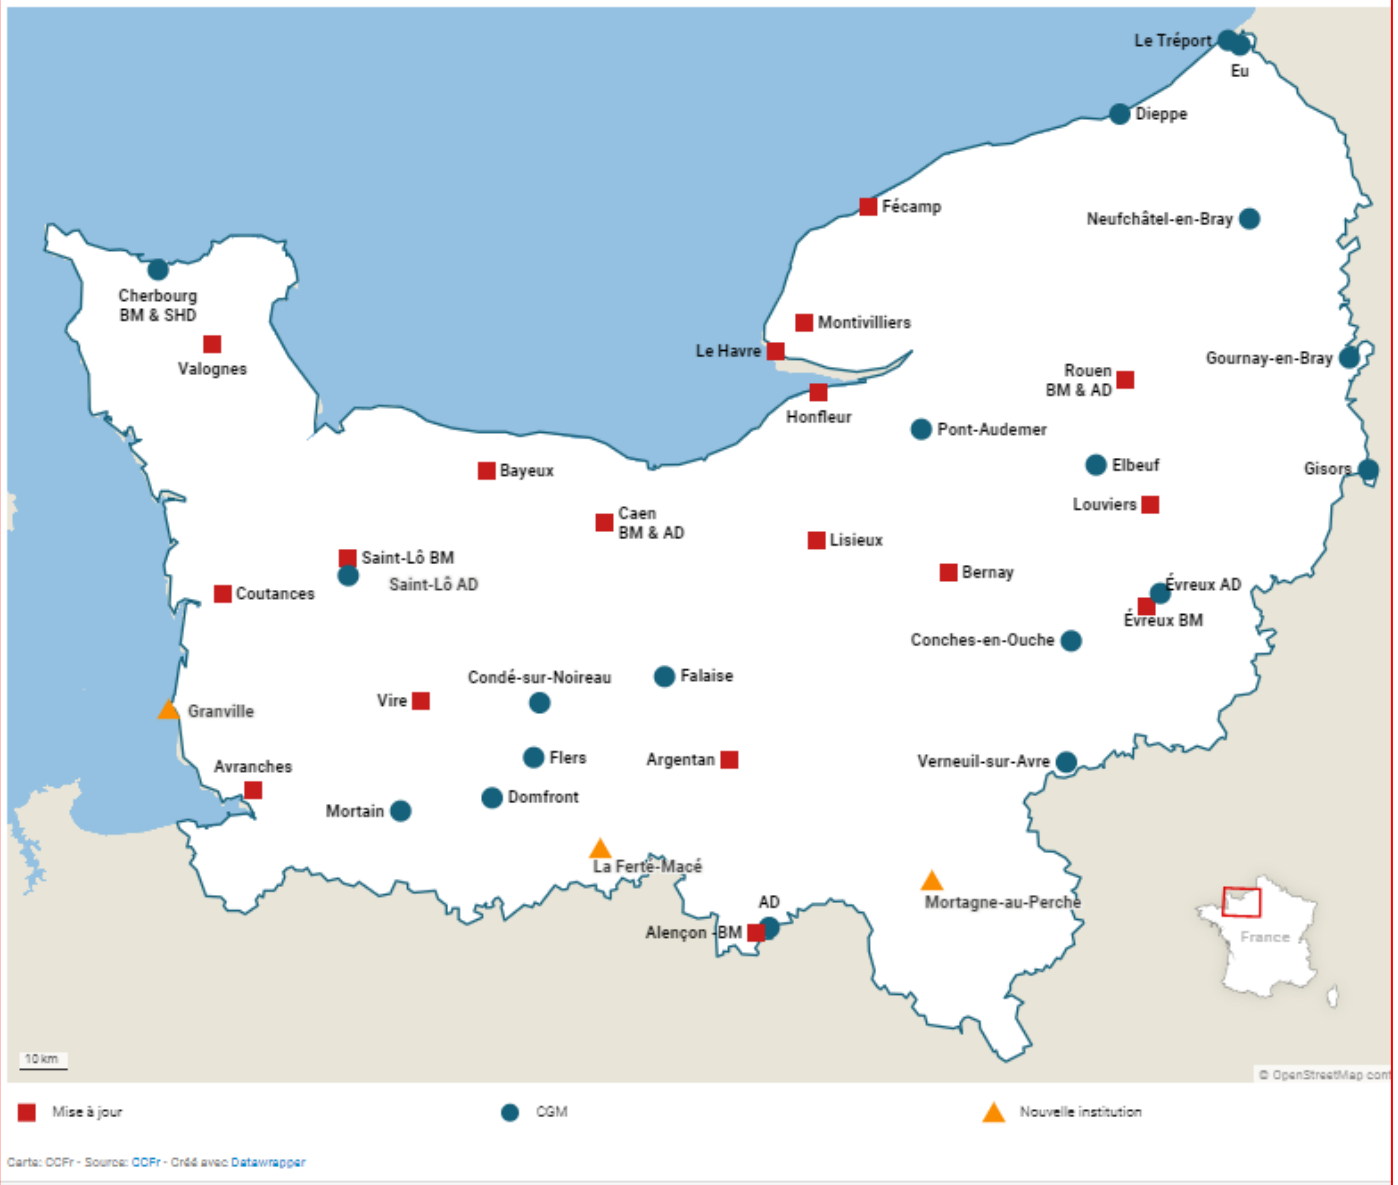 Le Tréport
Eu
Dieppe
Fécamp
Neufchâtel-en-Bray
Cherbourg
BM & SHD
Montivilliers
Valognes
Le Havre
Gournay-en-Bray
Rouen
BM & AD
Honfleur
Pont-Audemer
Bayeux
Elbeuf
Gisors
Louviers
Caen
BM & AD
Lisieux
Saint-Lô BM
Saint-Lô AD
Bernay
Coutances
Évreux AD
Évreux BM
Conches-en-Ouche
Condé-sur-Noireau
Falaise
Vire
Granville
Flers
Argentan
Verneuil-sur-Avre
Avranches
Domfront
Mortain
La Ferté-Macé
Mortagne-au-Perche
AD
Alençon -BM
France
10 km
© OpenStreetMap cont
Mise à jour
CGM
Nouvelle institution
Carte: CCFr - Source: CCFr - Créé avec Datawrapper